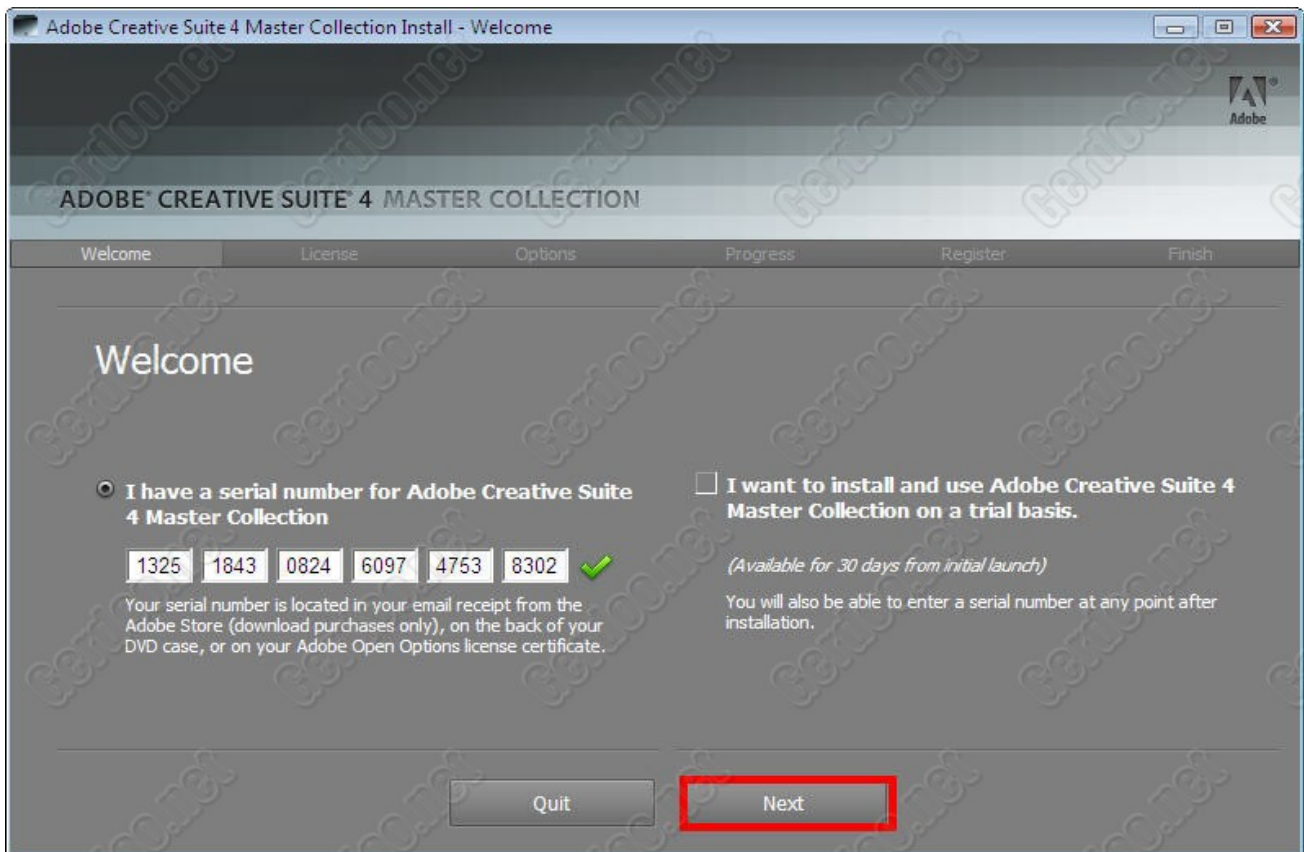 Adobe Creative Suite 4 Master Collection Install - Welcome
Adobe
ADOBE® CREATIVE SUITE® 4 MASTER COLLECTION
Welcome License Options Progress Register Finish
Welcome
I have a serial number for Adobe Creative Suite
4 Master Collection
1325 1843 0824 6097 4753 8302
Your serial number is located in your email receipt from the
Adobe Store (download purchases only), on the back of your
DVD case, or on your Adobe Open Options license certificate.
I want to install and use Adobe Creative Suite 4
Master Collection on a trial basis.
(Available for 30 days from initial launch)
You will also be able to enter a serial number at any point after
installation.
Quit Next
Gerdoo.net